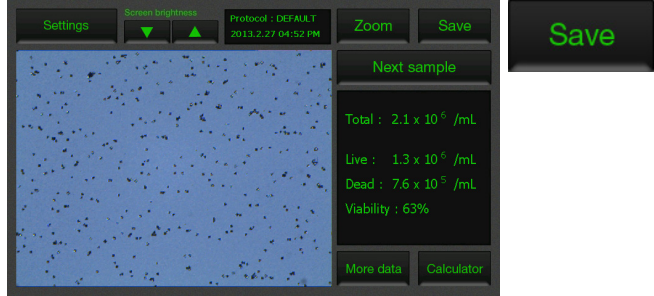 Settings
Screen brightness
Protocol : DEFAULT
2013.2.27 04:52 PM
Zoom
Save
Save
Next sample
Total : 2.1 x 10 6 /mL
Live : 1.3 x 10 6 /mL
Dead : 7.6 x 10 5 /mL
Viability : 63%
More data
Calculator